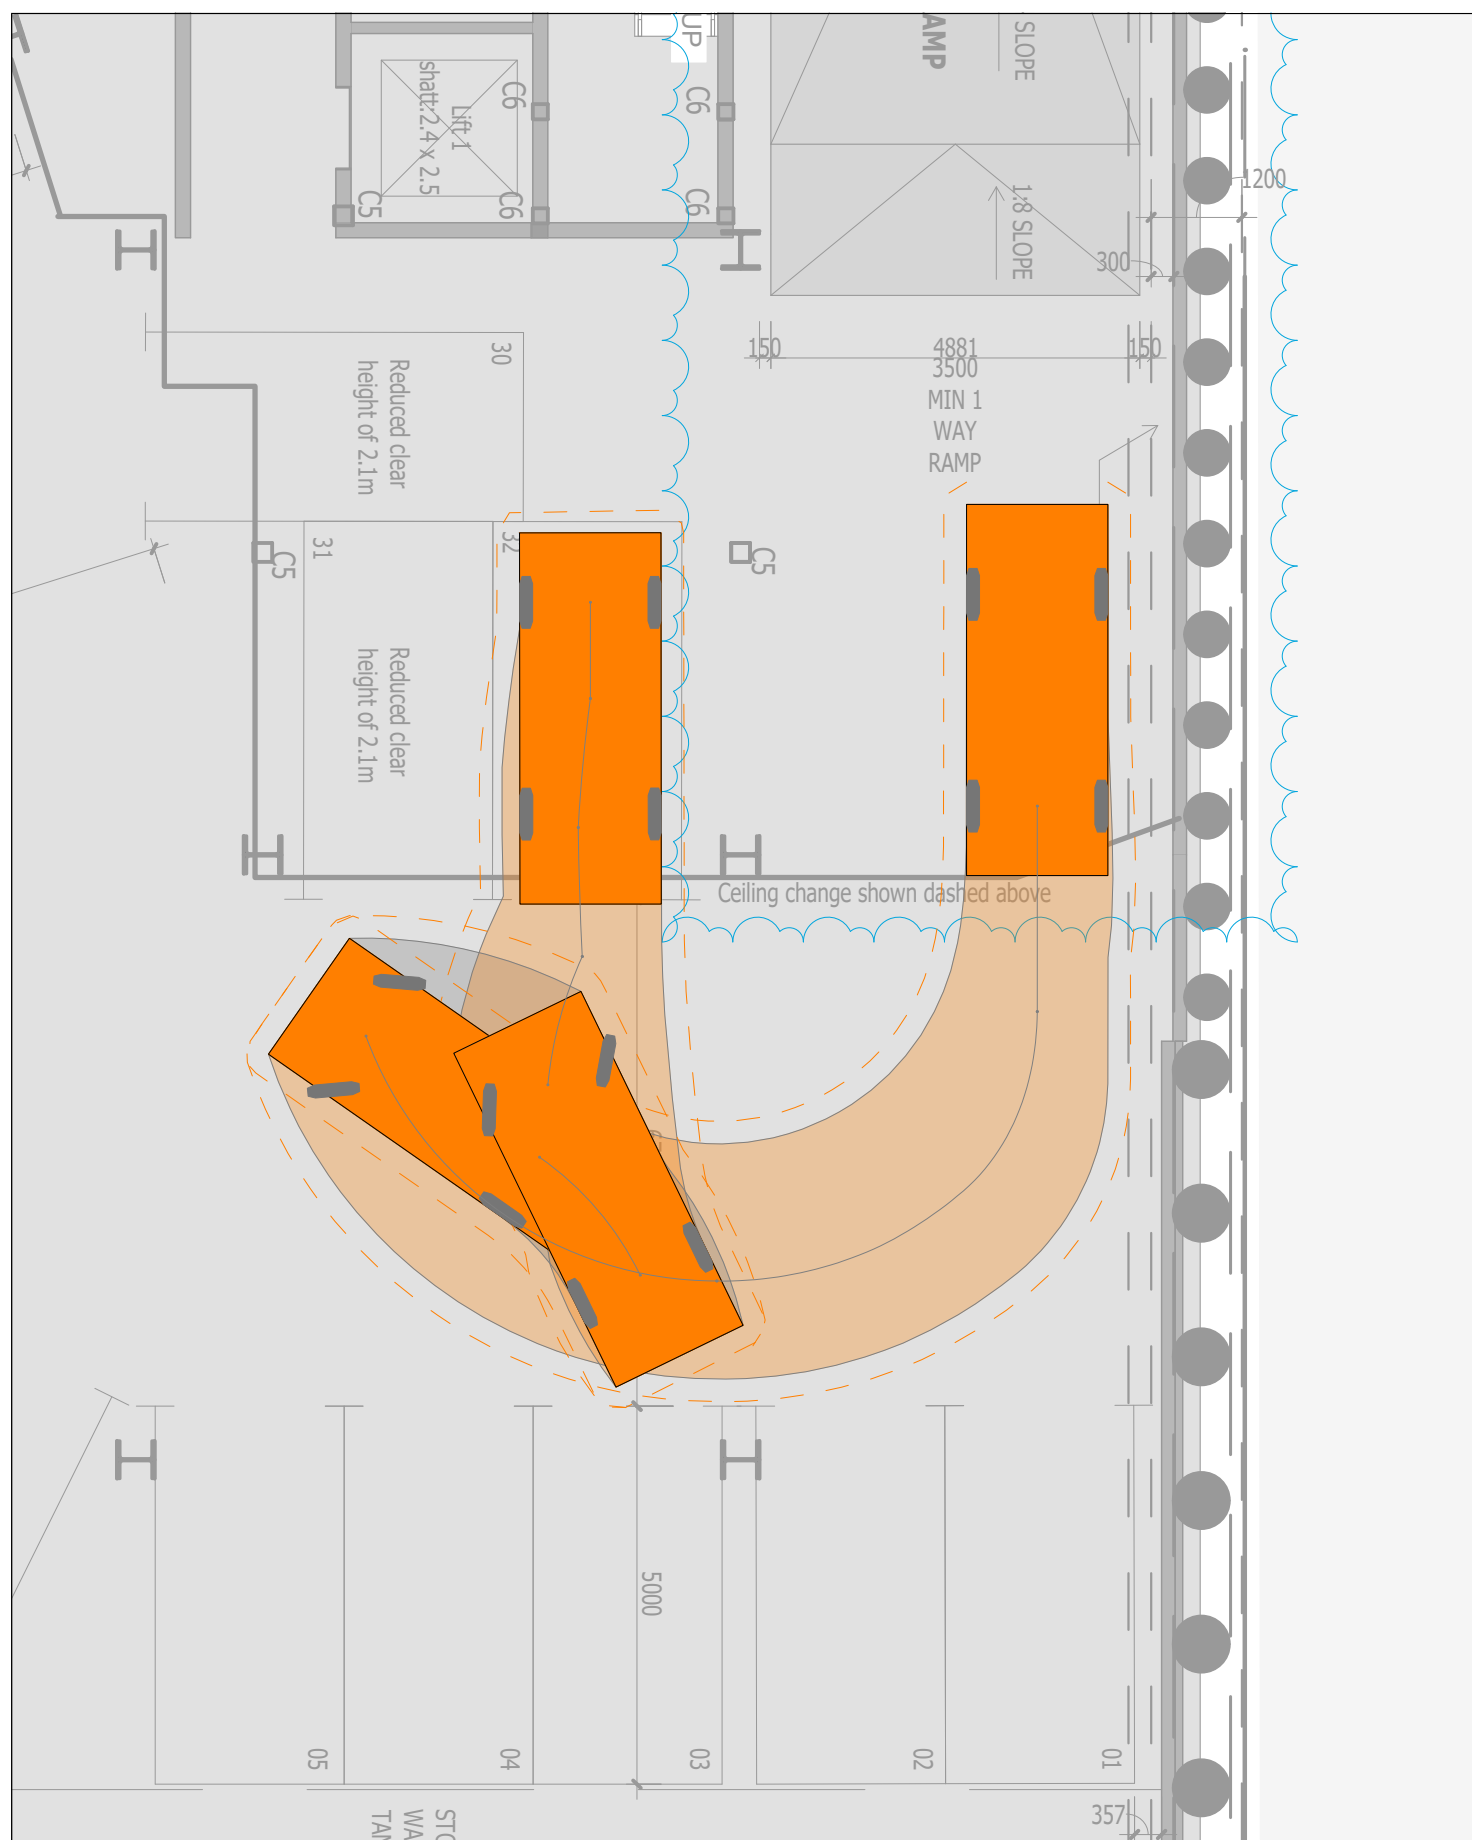 UP
AMP
SLOPE
C6
C6
Lift 1
shaft:2.4 x 2.5
C5
C6
C6
1:8 SLOPE
1200
300
150
4881
150
3500
MIN 1
WAY
RAMP
30
Reduced clear
height of 2.1m
31
32
C5
C5
Reduced clear
height of 2.1m
Ceiling change shown dashed above
5000
05
04
03
02
01
357
STO
WA
TAN